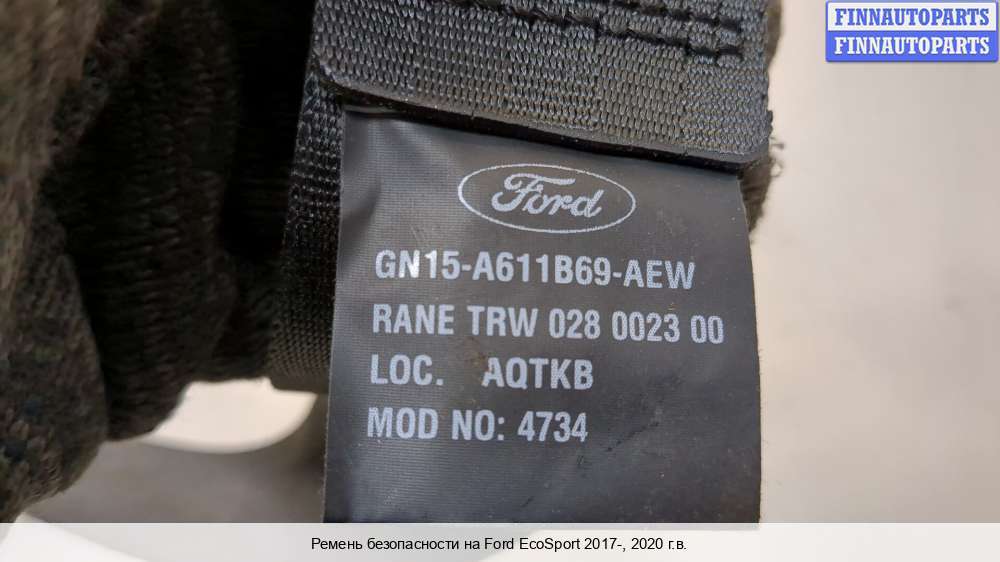 FINNAUTOPARTS
FINNAUTOPARTS
Ford
GN15-A611B69-AEW
RANE TRW 028 0023 00
LOC. AQTKB
MOD NO: 4734
Ремень безопасности на Ford EcoSport 2017-, 2020 г.в.